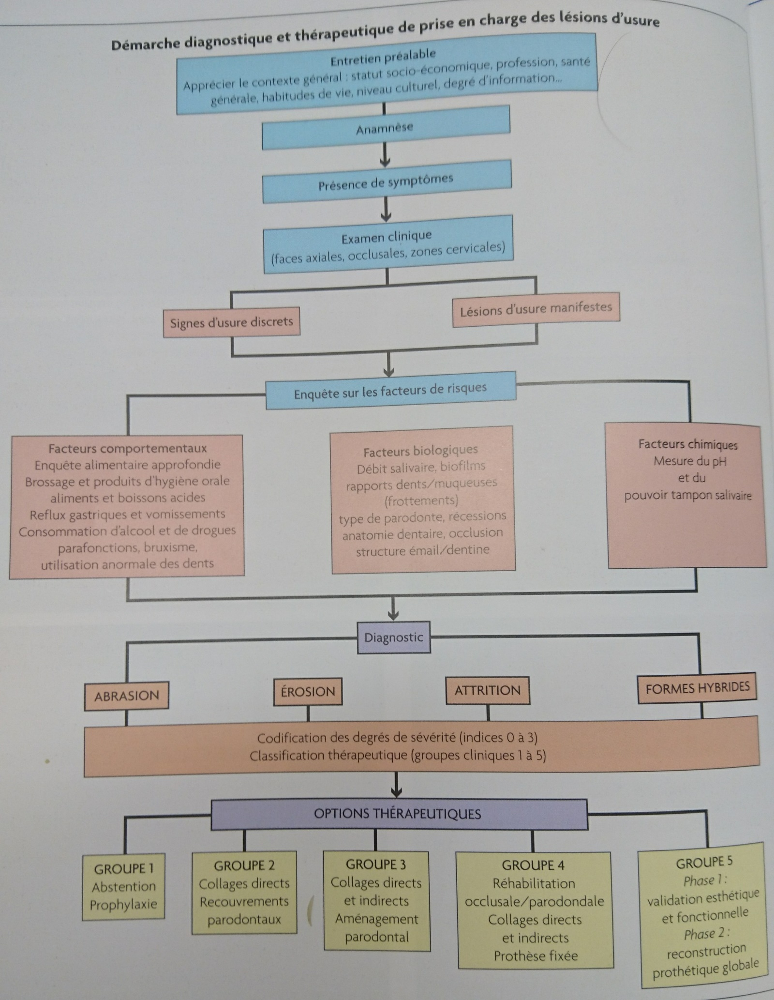 Démarche diagnostique et thérapeutique de prise en charge des lésions d'usure
Entretien préalable
Apprécier le contexte général : statut socio-économique, profession, santé
générale, habitudes de vie, niveau culturel, degré d'information...
Anamnèse
Présence de symptômes
Examen clinique
(faces axiales, occlusales, zones cervicales)
Signes d'usure discrets
Lésions d'usure manifestes
Enquête sur les facteurs de risques
Facteurs comportementaux
Enquête alimentaire approfondie
Brossage et produits d'hygiène orale
aliments et boissons acides
Reflux gastriques et vomissements
Consommation d'alcool et de drogues
parafonctions, bruxisme,
utilisation anormale des dents
Facteurs biologiques
Débit salivaire, biofilms
rapports dents/muqueuses
(frottements)
type de parodonte, récessions
anatomie dentaire, occlusion
structure émail/dentine
Facteurs chimiques
Mesure du pH
et du
pouvoir tampon salivaire
Diagnostic
ABRASION
ÉROSION
ATTRITION
FORMES HYBRIDES
Codification des degrés de sévérité (indices 0 à 3)
Classification thérapeutique (groupes cliniques 1 à 5)
OPTIONS THÉRAPEUTIQUES
GROUPE 1
Abstention
Prophylaxie
GROUPE 2
Collages directs
Recouvrements
parodontaux
GROUPE 3
Collages directs
et indirects
Aménagement
parodontal
GROUPE 4
Réhabilitation
occlusale/parodondale
Collages directs
et indirects
Prothèse fixée
GROUPE 5
Phase 1 :
validation esthétique
et fonctionnelle
Phase 2 :
reconstruction
prothétique globale